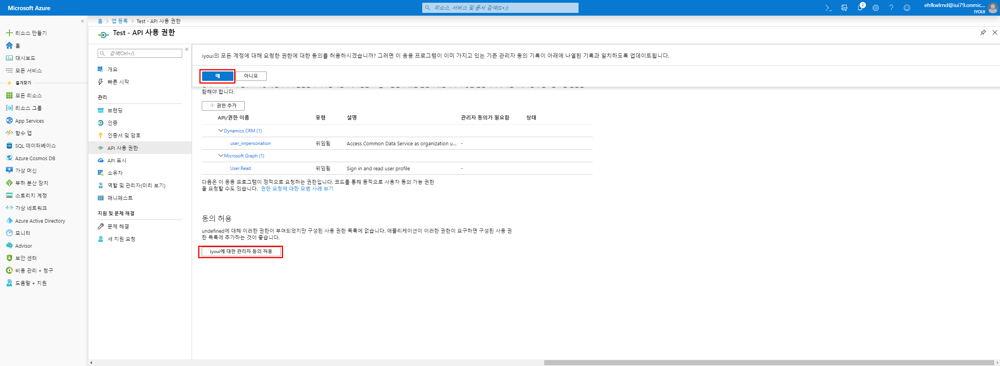 Microsoft Azure
리소스, 서비스 및 문서 검색(G+/)
2
ehfkwlrnd@iui79.onmic...
IYOUI
홈 > 앱 등록 > Test - API 사용 권한
Test - API 사용 권한
리소스 만들기
홈
대시보드
모든 서비스
즐겨찾기
모든 리소스
리소스 그룹
App Services
함수 앱
SQL 데이터베이스
Azure Cosmos DB
가상 머신
부하 분산 장치
스토리지 계정
가상 네트워크
Azure Active Directory
모니터
Advisor
보안 센터
비용 관리 + 청구
도움말 + 지원
검색(Ctrl+/)
개요
빠른 시작
관리
브랜딩
인증
인증서 및 암호
API 사용 권한
API 표시
소유자
역할 및 관리자(미리 보기)
매니페스트
지원 및 문제 해결
문제 해결
새 지원 요청
iyoui의 모든 계정에 대해 요청한 권한에 대한 동의를 허용하시겠습니까? 그러면 이 응용 프로그램이 이미 가지고 있는 기존 관리자 동의 기록이 아래에 나열된 기록과 일치하도록 업데이트됩니다.
예 아니요
함해야 합니다.
+ 권한 추가
API/권한 이름 유형 설명 관리자 동의가 필요함 상태
Dynamics CRM (1)
user_impersonation 위임됨 Access Common Data Service as organization u... -
Microsoft Graph (1)
User.Read 위임됨 Sign in and read user profile -
다음은 이 응용 프로그램이 정적으로 요청하는 권한입니다. 코드를 통해 동적으로 사용자 동의 가능 권한
을 요청할 수도 있습니다. 권한 요청에 대한 모범 사례 보기
동의 허용
undefined에 대해 이러한 권한이 부여되었지만 구성된 사용 권한 목록에 없습니다. 애플리케이션이 이러한 권한이 요구하면 구성된 사용 권
한 목록에 추가하는 것이 좋습니다.
iyoui에 대한 관리자 동의 허용